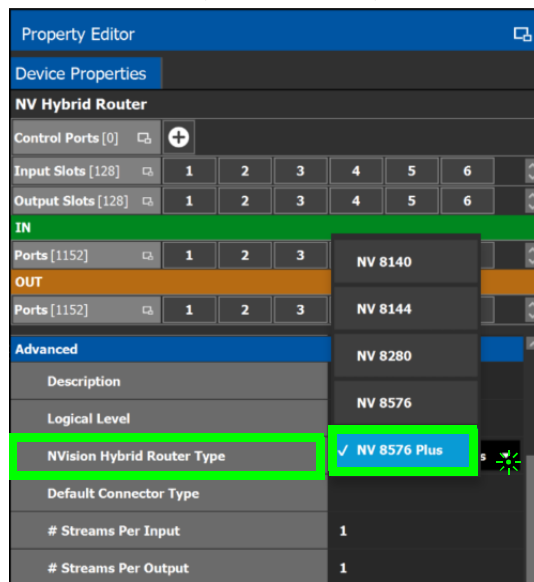 Property Editor
Device Properties
NV Hybrid Router
Control Ports [0]
Input Slots [128] 1 2 3 4 5 6
Output Slots [128] 1 2 3 4 5 6
IN
Ports [1152] 1 2 3
OUT
Ports [1152] 1 2 3
NV 8140
NV 8144
NV 8280
NV 8576
✓ NV 8576 Plus
s
Advanced
Description
Logical Level
NVision Hybrid Router Type
Default Connector Type
# Streams Per Input 1
# Streams Per Output 1